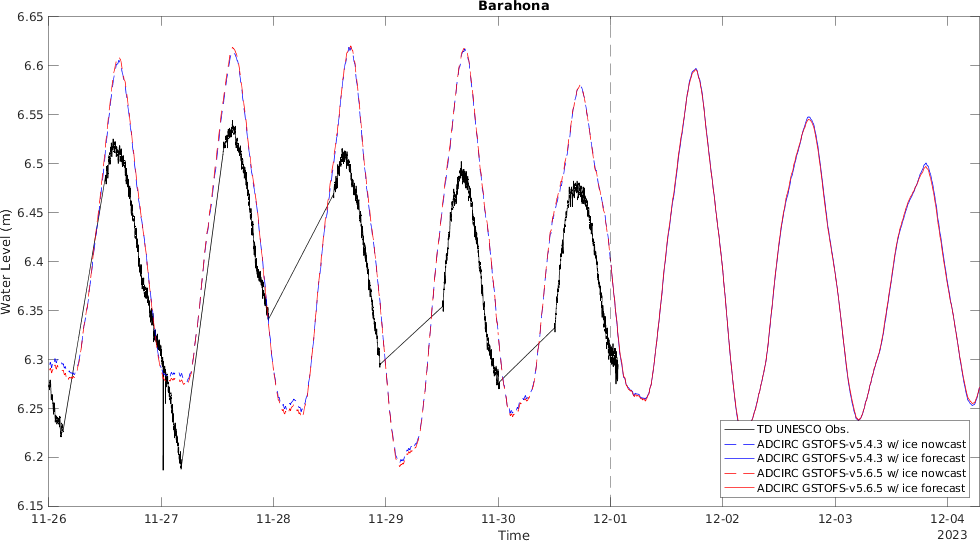 Barahona
6.65
6.6
6.55
6.5
6.45
6.4
6.35
6.3
6.25
6.2
6.15
Water Level (m)
TD UNESCO Obs.
ADCIRC GSTOFS-v5.4.3 w/ ice nowcast
ADCIRC GSTOFS-v5.4.3 w/ ice forecast
ADCIRC GSTOFS-v5.6.5 w/ ice nowcast
ADCIRC GSTOFS-v5.6.5 w/ ice forecast
11-26 11-27 11-28 11-29 11-30 12-01 12-02 12-03 12-04
Time
2023